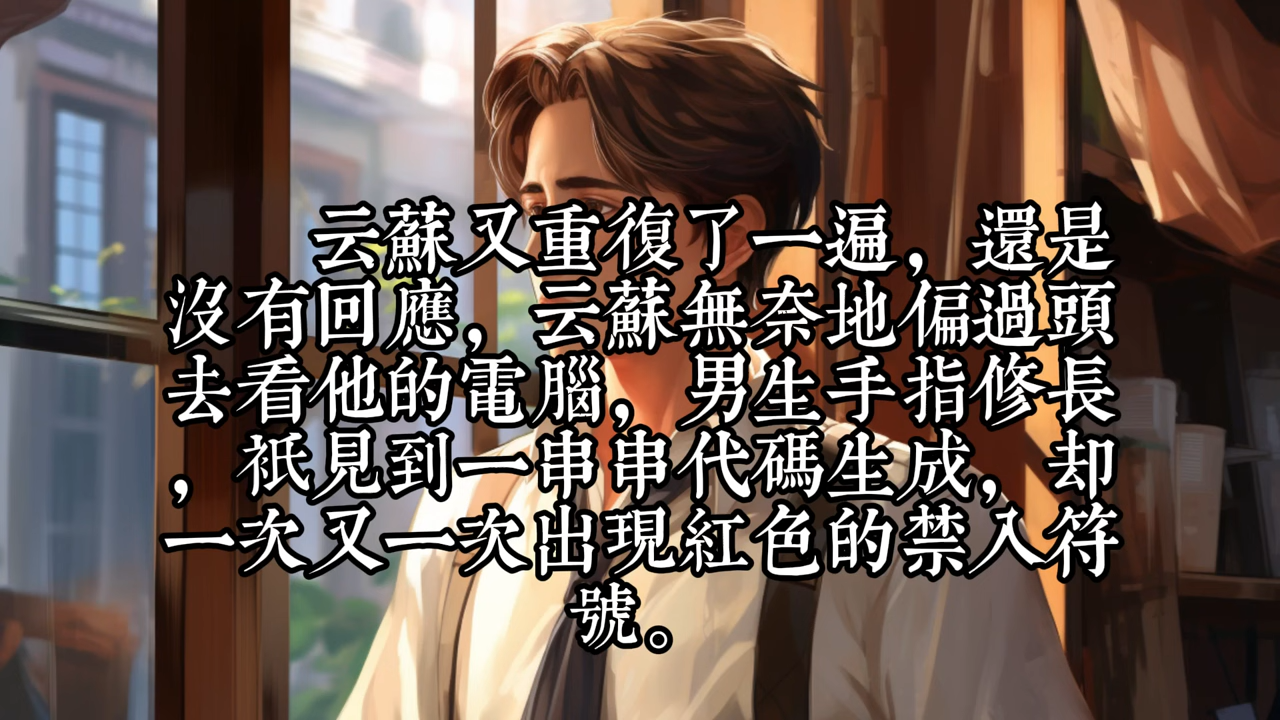 云蘇又重復了一遍，還是
沒有回應，云蘇無奈地偏過頭
去看他的電腦，男生手指修長
，衹見到一串串代碼生成，却
一次又一次出現紅色的禁入符
號。